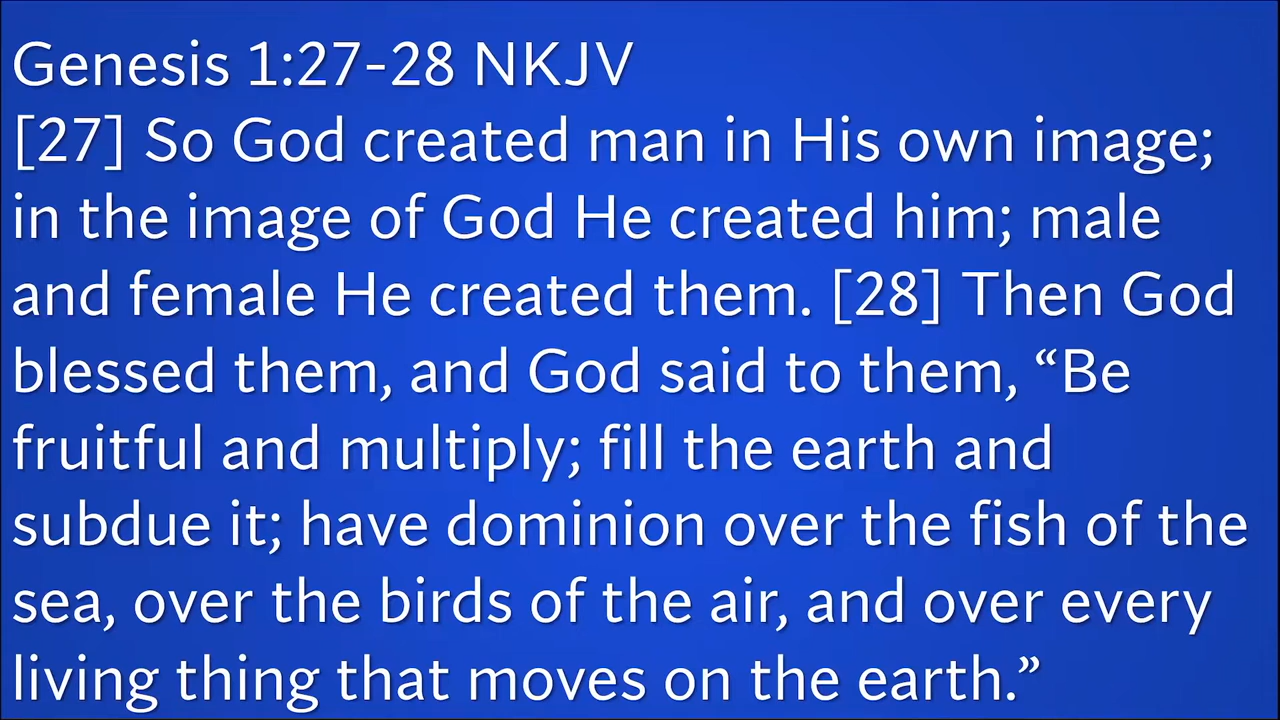 Genesis 1:27-28 NKJV
[27] So God created man in His own image;
in the image of God He created him; male
and female He created them. [28] Then God
blessed them, and God said to them, “Be
fruitful and multiply; fill the earth and
subdue it; have dominion over the fish of the
sea, over the birds of the air, and over every
living thing that moves on the earth.”